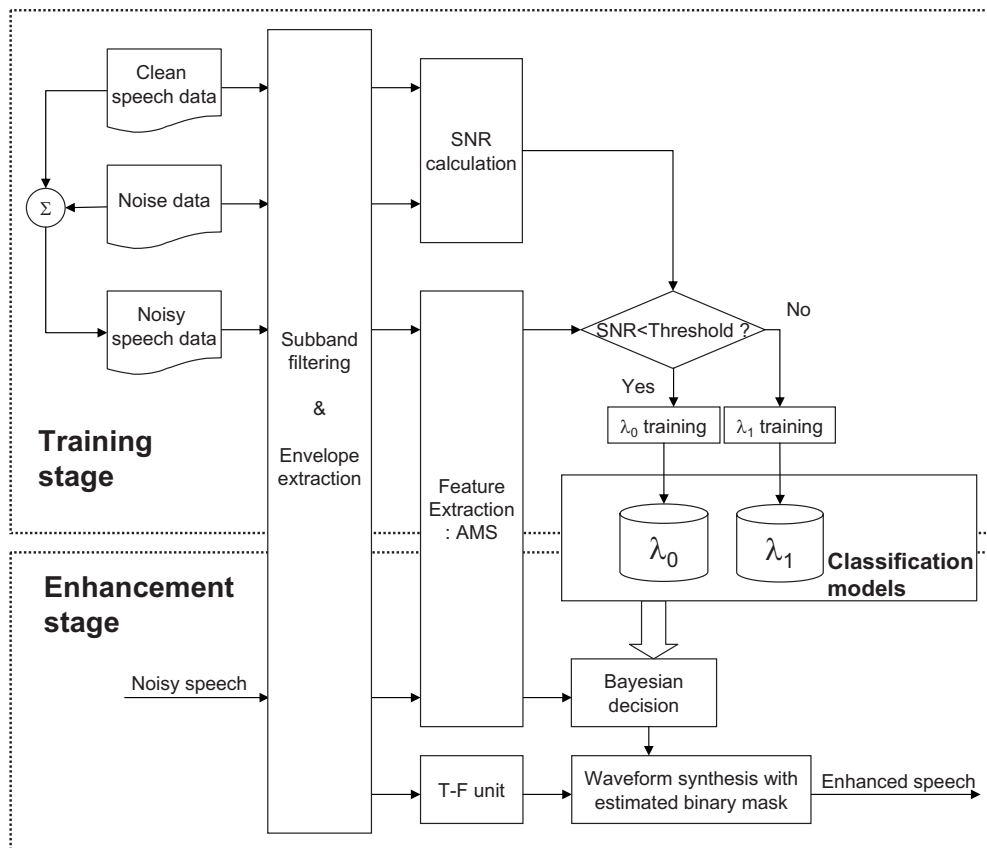 Clean
speech data
Σ
Noise data
Noisy
speech data
Training
stage
Subband
filtering
&
Envelope
extraction
SNR
calculation
SNR<Threshold ?
No
Yes
λ0 training
λ1 training
Feature
Extraction
: AMS
λ0
λ1
Classification
models
Enhancement
stage
Noisy speech
Bayesian
decision
T-F unit
Waveform synthesis with
estimated binary mask
Enhanced speech